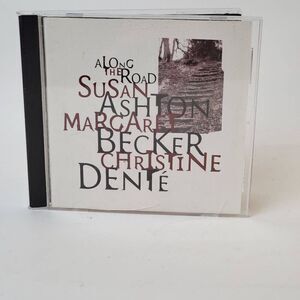 ALONG
THE ROAD
SUSAN
ASHTON
MARGARET
BECKER
CHRISTINE
DENTÉ